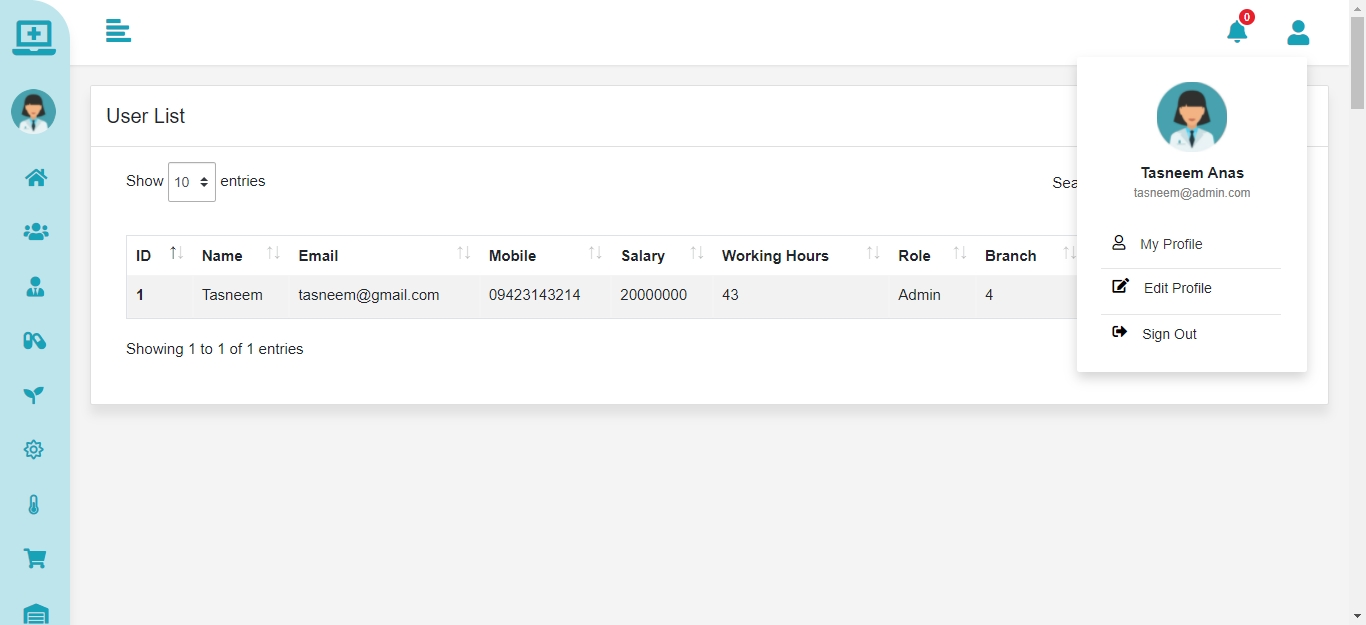 0
User List
Show 10 entries
Sea
ID Name Email Mobile Salary Working Hours Role Branch
1 Tasneem tasneem@gmail.com 09423143214 20000000 43 Admin 4
Showing 1 to 1 of 1 entries
Tasneem Anas
tasneem@admin.com
My Profile
Edit Profile
Sign Out